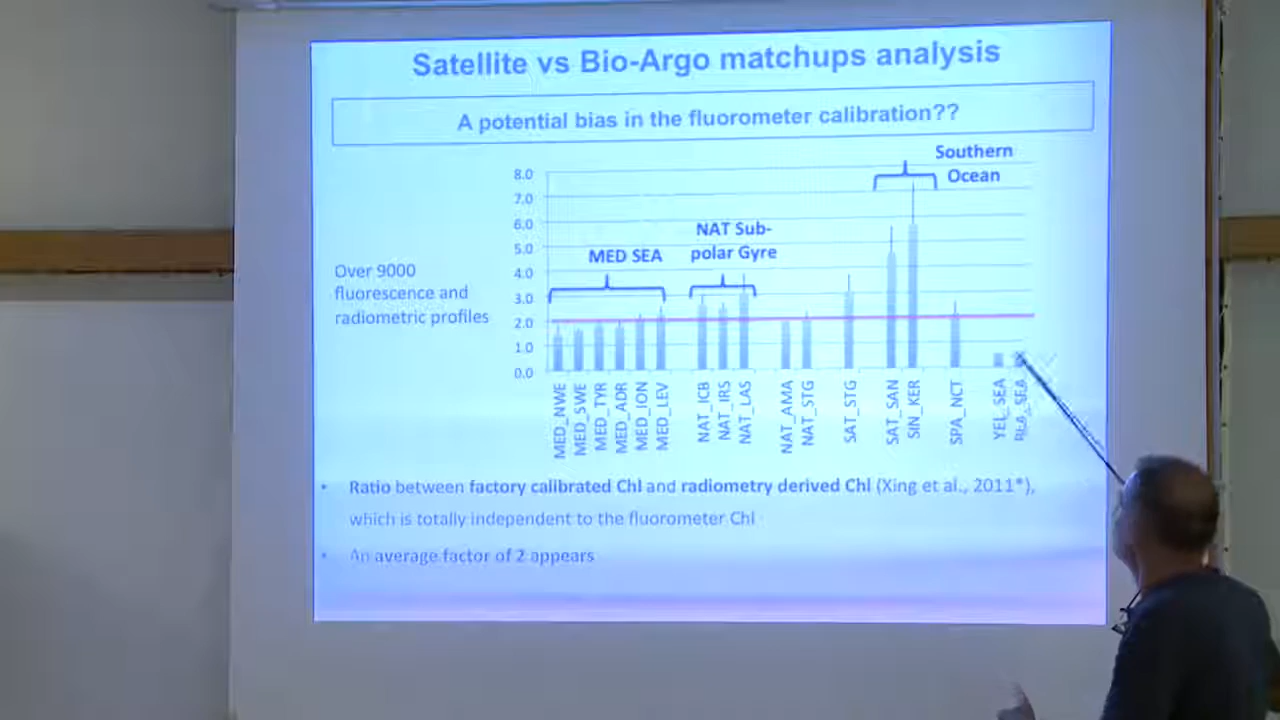 Satellite vs Bio-Argo matchups analysis
A potential bias in the fluorometer calibration??
Southern
Ocean
NAT Sub-
polar Gyre
MED SEA
Over 9000
fluorescence and
radiometric profiles
8.0
7.0
6.0
5.0
4.0
3.0
2.0
1.0
0.0
MED_NWE
MED_SWE
MED_TYR
MED_ADR
MED_ION
MED_LEV
NAT_ICB
NAT_IRS
NAT_LAS
NAT_AMA
NAT_STG
SAT_STG
SAT_SAN
SIN_KER
SPA_NCT
YEL_SEA
• Ratio between factory calibrated Chl and radiometry derived Chl (Xing et al., 2011*),
which is totally independent to the fluorometer Chl
• An average factor of 2 appears